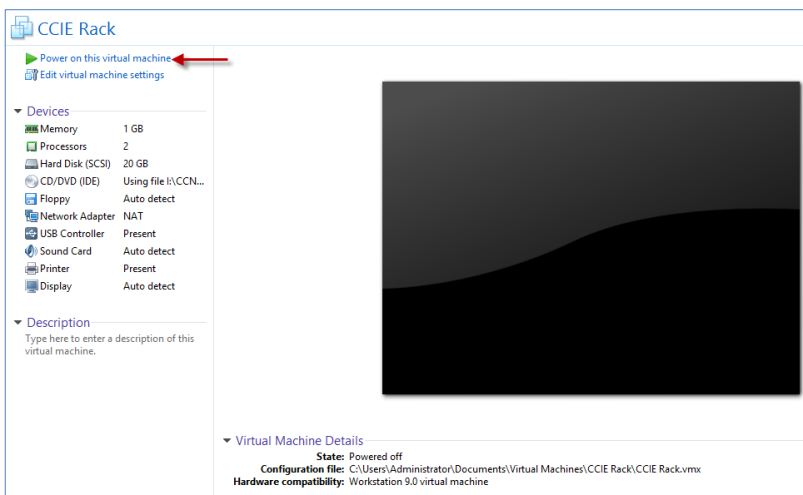 CCIE Rack
Power on this virtual machine
Edit virtual machine settings
Devices
Memory 1 GB
Processors 2
Hard Disk (SCSI) 20 GB
CD/DVD (IDE) Using file I:\CCN...
Floppy Auto detect
Network Adapter NAT
USB Controller Present
Sound Card Auto detect
Printer Present
Display Auto detect
Description
Type here to enter a description of this
virtual machine.
Virtual Machine Details
State: Powered off
Configuration file: C:\Users\Administrator\Documents\Virtual Machines\CCIE Rack\CCIE Rack.vmx
Hardware compatibility: Workstation 9.0 virtual machine